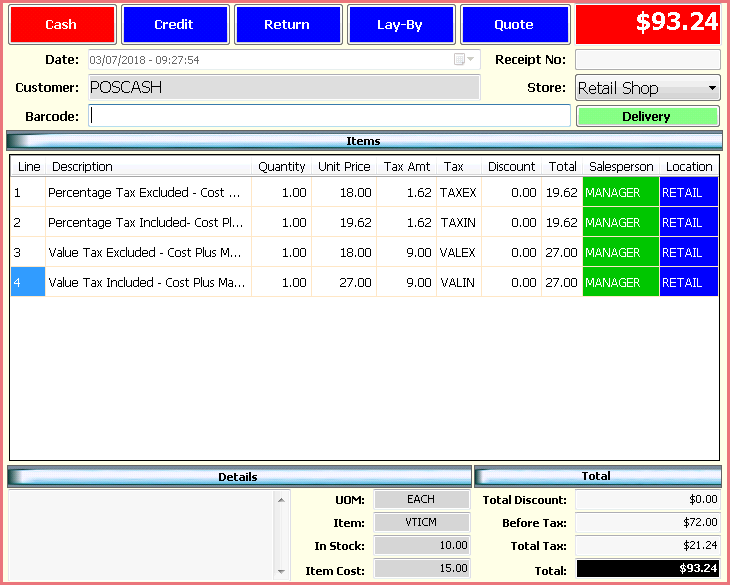 Cash Credit Return Lay-By Quote $93.24
Date: 03/07/2018 - 09:27:54 Receipt No:
Customer: POSCASH Store: Retail Shop
Barcode: Delivery
Items
Line Description Quantity Unit Price Tax Amt Tax Discount Total Salesperson Location
1 Percentage Tax Excluded - Cost ... 1.00 18.00 1.62 TAXEX 0.00 19.62 MANAGER RETAIL
2 Percentage Tax Included- Cost Pl... 1.00 19.62 1.62 TAXIN 0.00 19.62 MANAGER RETAIL
3 Value Tax Excluded - Cost Plus M... 1.00 18.00 9.00 VALEX 0.00 27.00 MANAGER RETAIL
4 Value Tax Included - Cost Plus Ma... 1.00 27.00 9.00 VALIN 0.00 27.00 MANAGER RETAIL
Details Total
UOM: EACH Total Discount: $0.00
Item: VTICM Before Tax: $72.00
In Stock: 10.00 Total Tax: $21.24
Item Cost: 15.00 Total: $93.24